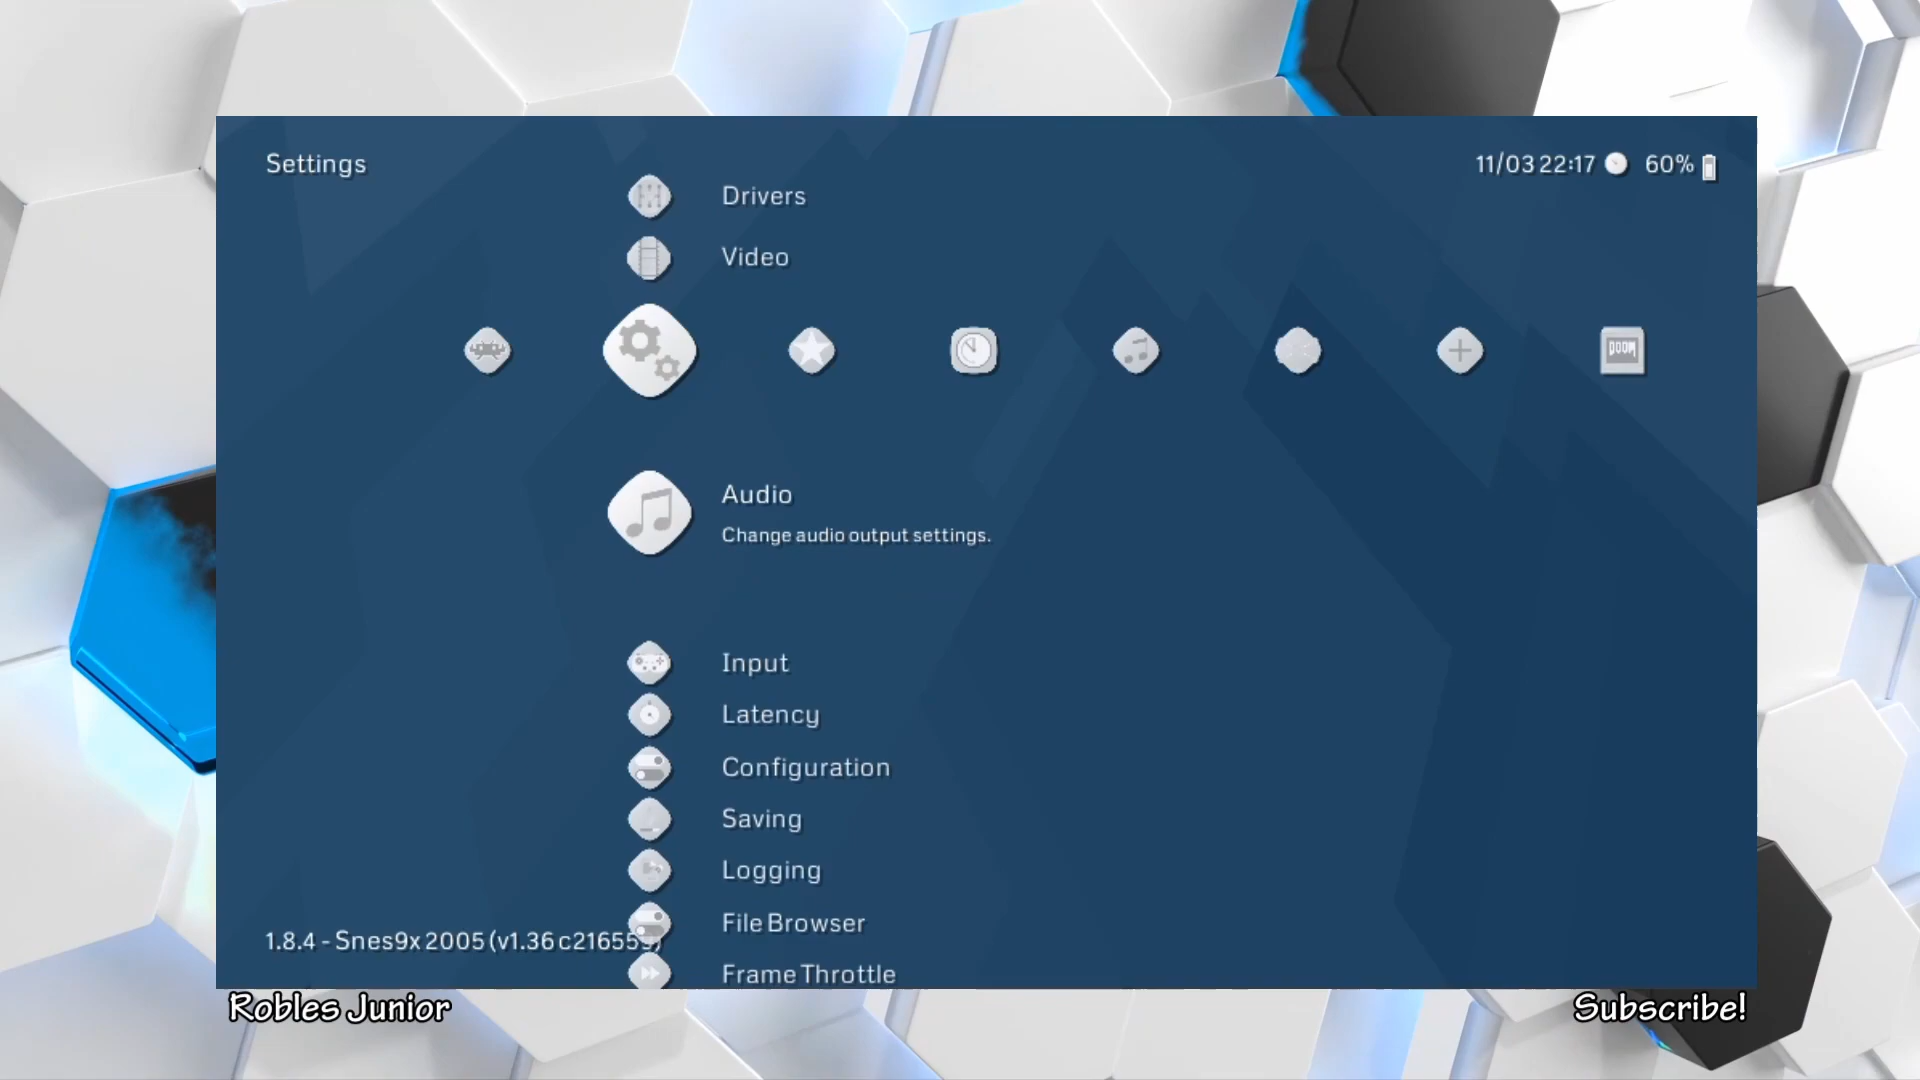 Settings
11/03 22:17 60%
Drivers
Video
DOOM
Audio
Change audio output settings.
Input
Latency
Configuration
Saving
Logging
File Browser
1.8.4 - Snes9x 2005 (v1.36
Frame Throttle
Robles Junior
Subscribe!